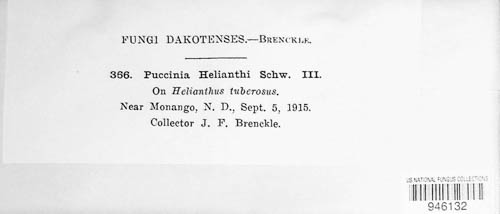 FUNGI DAKOTENSES.—BRENCKLE.
366. Puccinia Helianthi Schw. III.
On Helianthus tuberosus.
Near Monango, N. D., Sept. 5, 1915.
Collector J. F. Brenckle.
US NATIONAL FUNGUS COLLECTIONS
946132